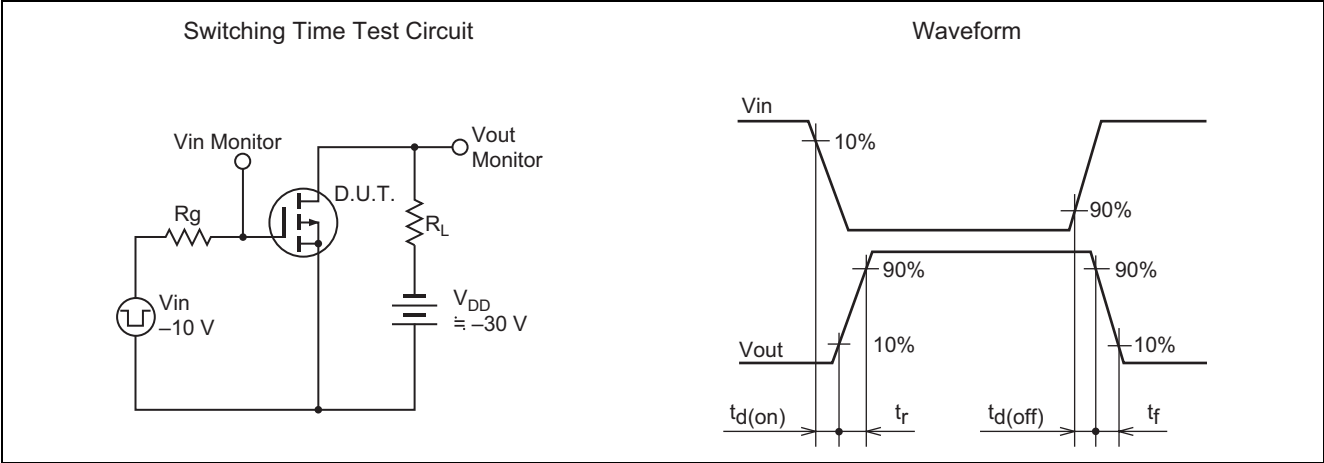 Switching Time Test Circuit
Vin Monitor
Vout
Monitor
D.U.T.
Rg
RL
Vin
–10 V
VDD
≒ –30 V
Waveform
Vin
10%
90%
90%
90%
Vout
10%
10%
td(on)
tr
td(off)
tf